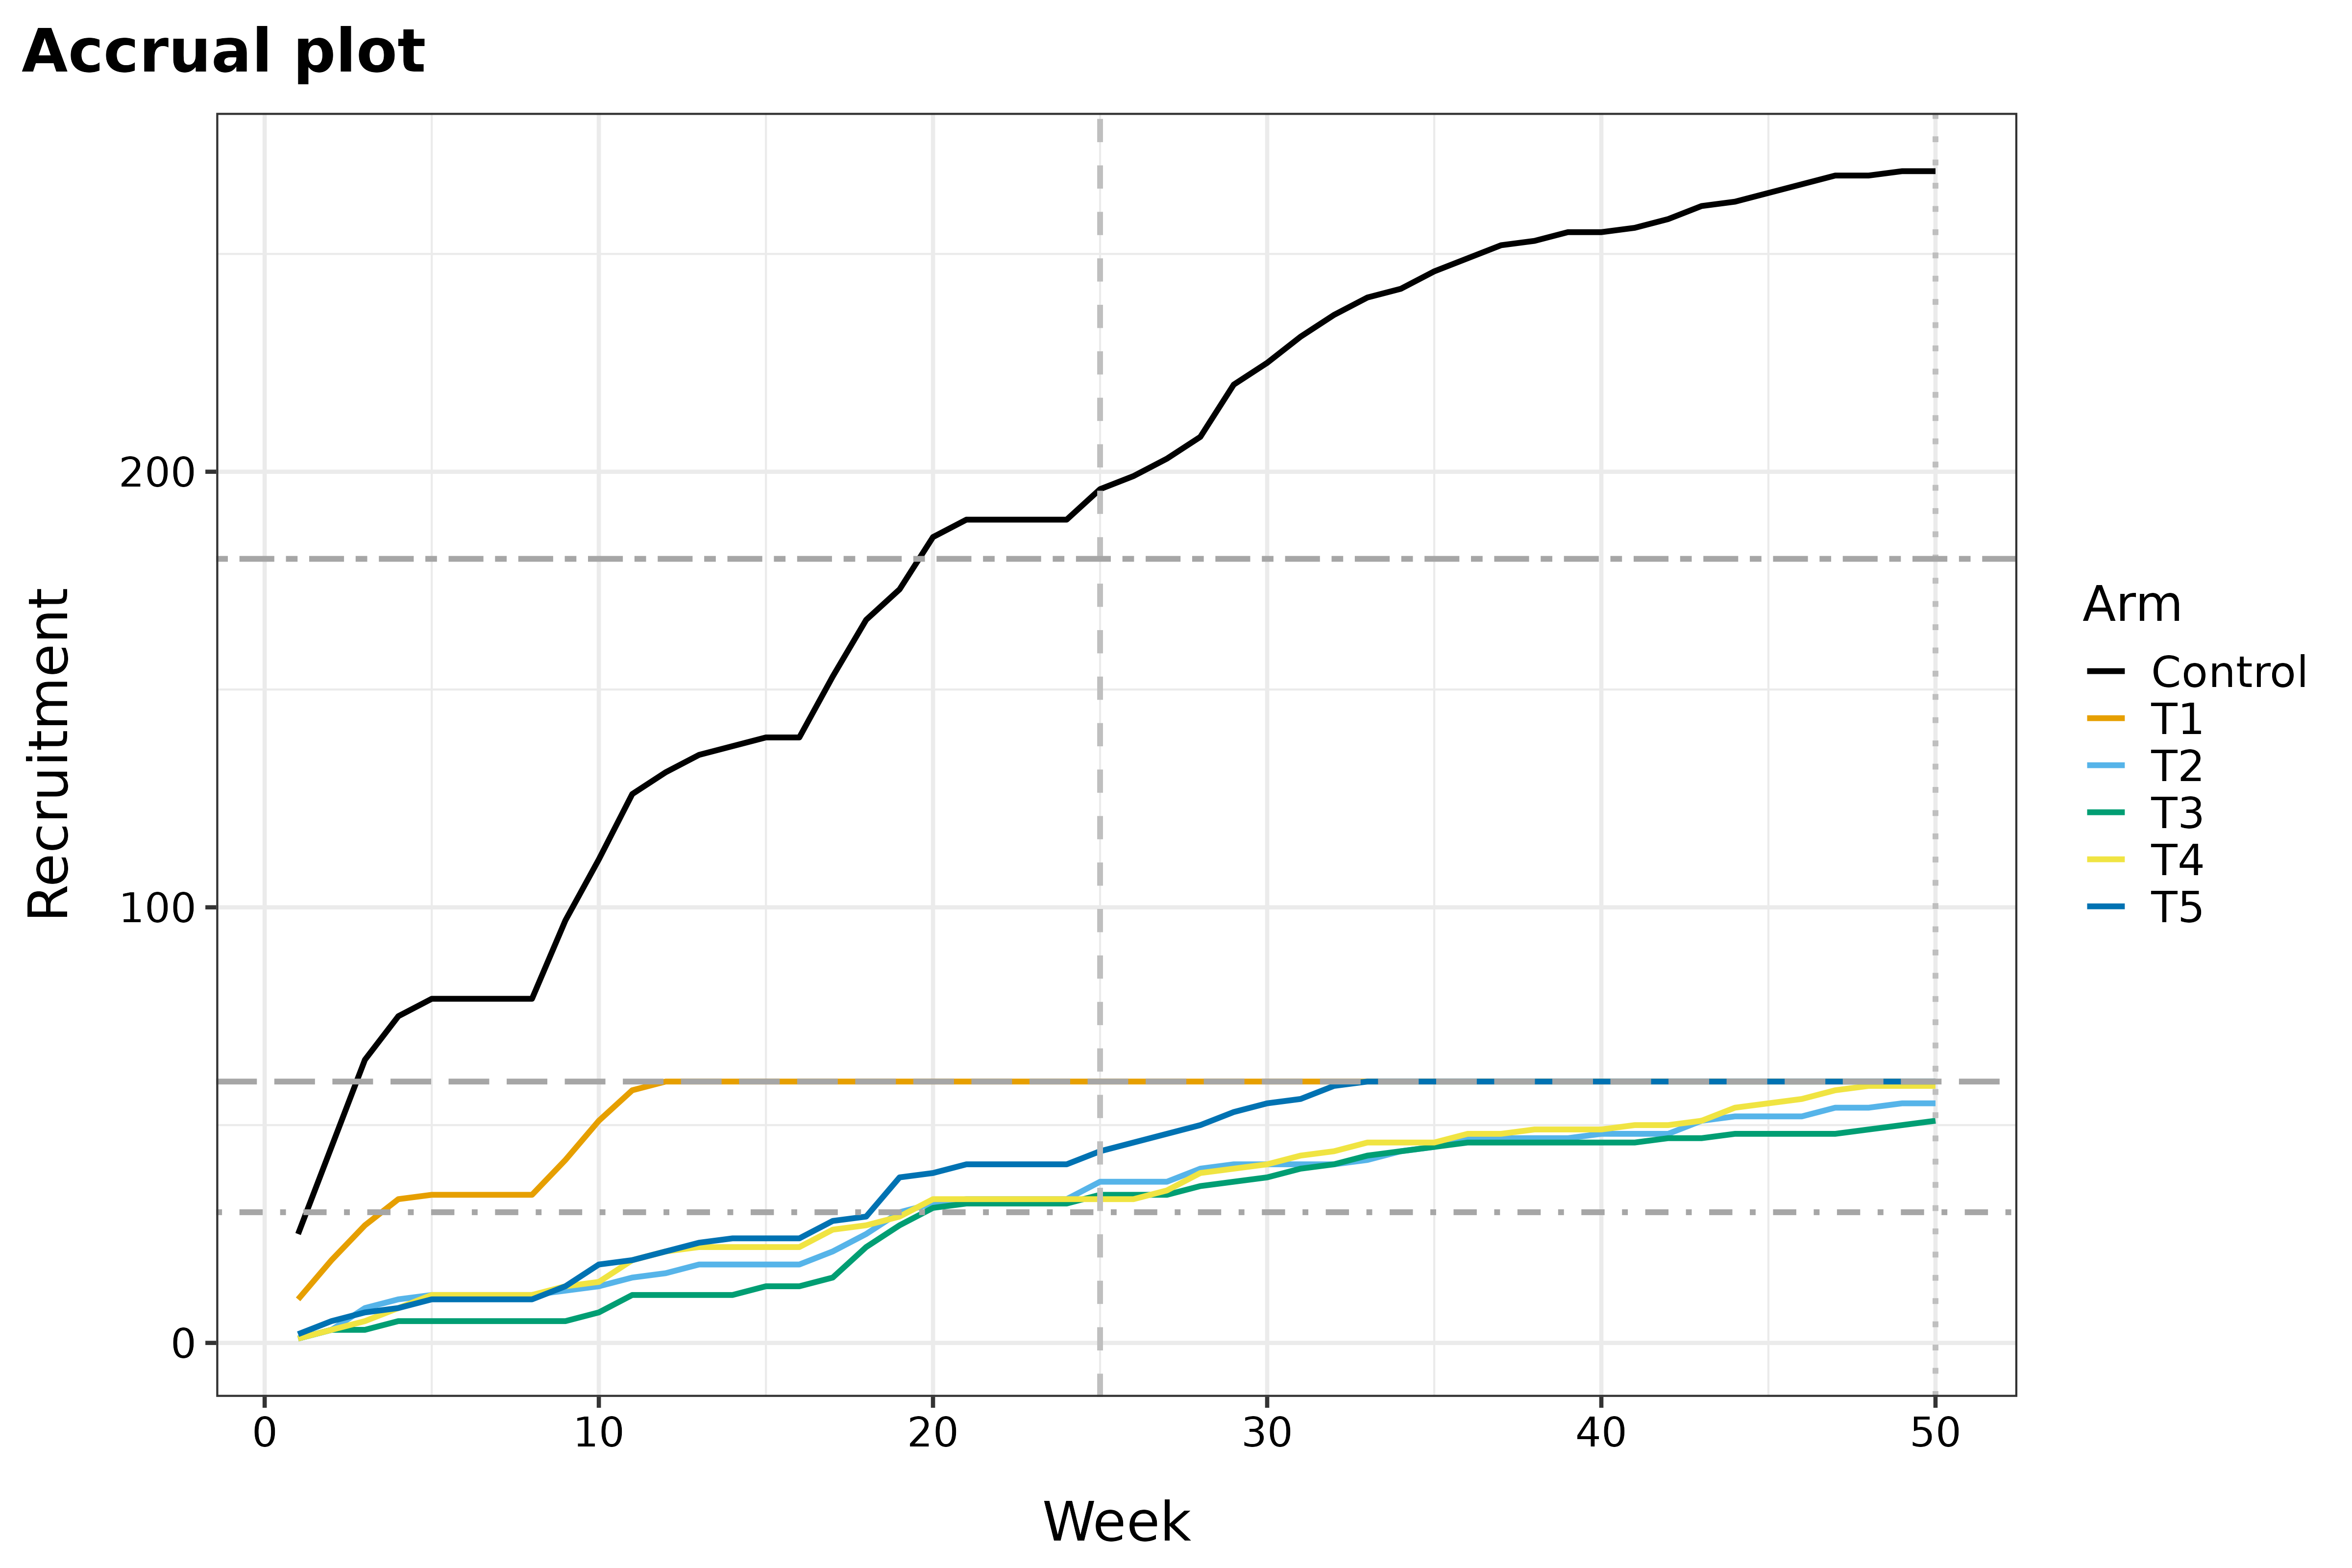 Accrual plot
Recruitment
200
100
0
0 10 20 30 40 50
Week
Arm
Control
T1
T2
T3
T4
T5